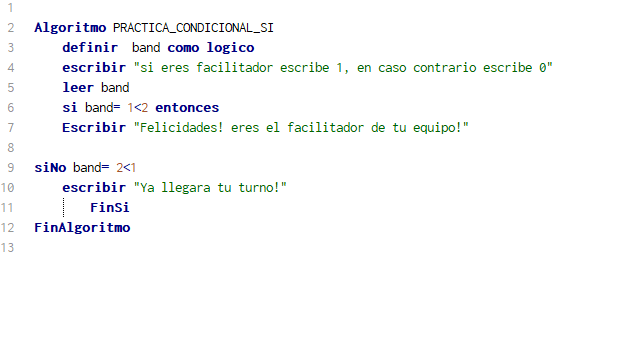 1
2 Algoritmo PRACTICA_CONDICIONAL_SI
3 definir band como logico
4 escribir "si eres facilitador escribe 1, en caso contrario escribe 0"
5 leer band
6 si band= 1<2 entonces
7 Escribir "Felicidades! eres el facilitador de tu equipo!"
8
9 siNo band= 2<1
10 escribir "Ya llegara tu turno!"
11 FinSi
12 FinAlgoritmo
13